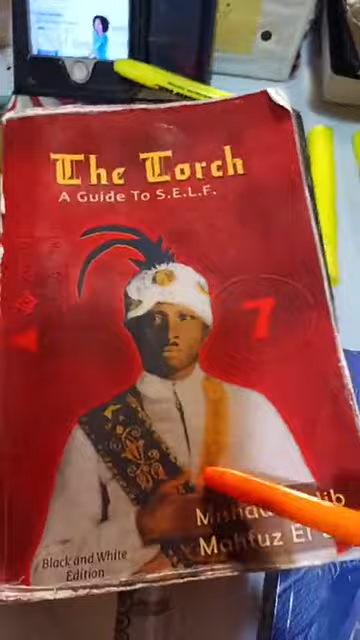 The Torch
A Guide To S.E.L.F.
7
Mahfuz El
Black and White
Edition